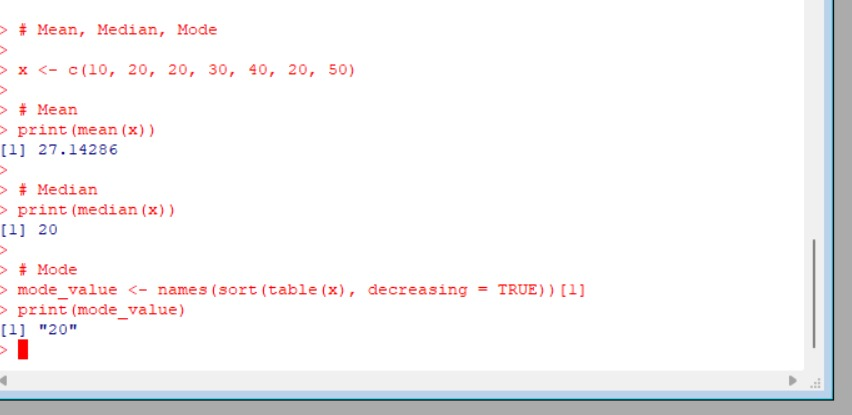 > # Mean, Median, Mode
>
> x <- c(10, 20, 20, 30, 40, 20, 50)
>
> # Mean
> print(mean(x))
[1] 27.14286
>
> # Median
> print(median(x))
[1] 20
>
> # Mode
> mode_value <- names(sort(table(x), decreasing = TRUE))[1]
> print(mode_value)
[1] "20"
>